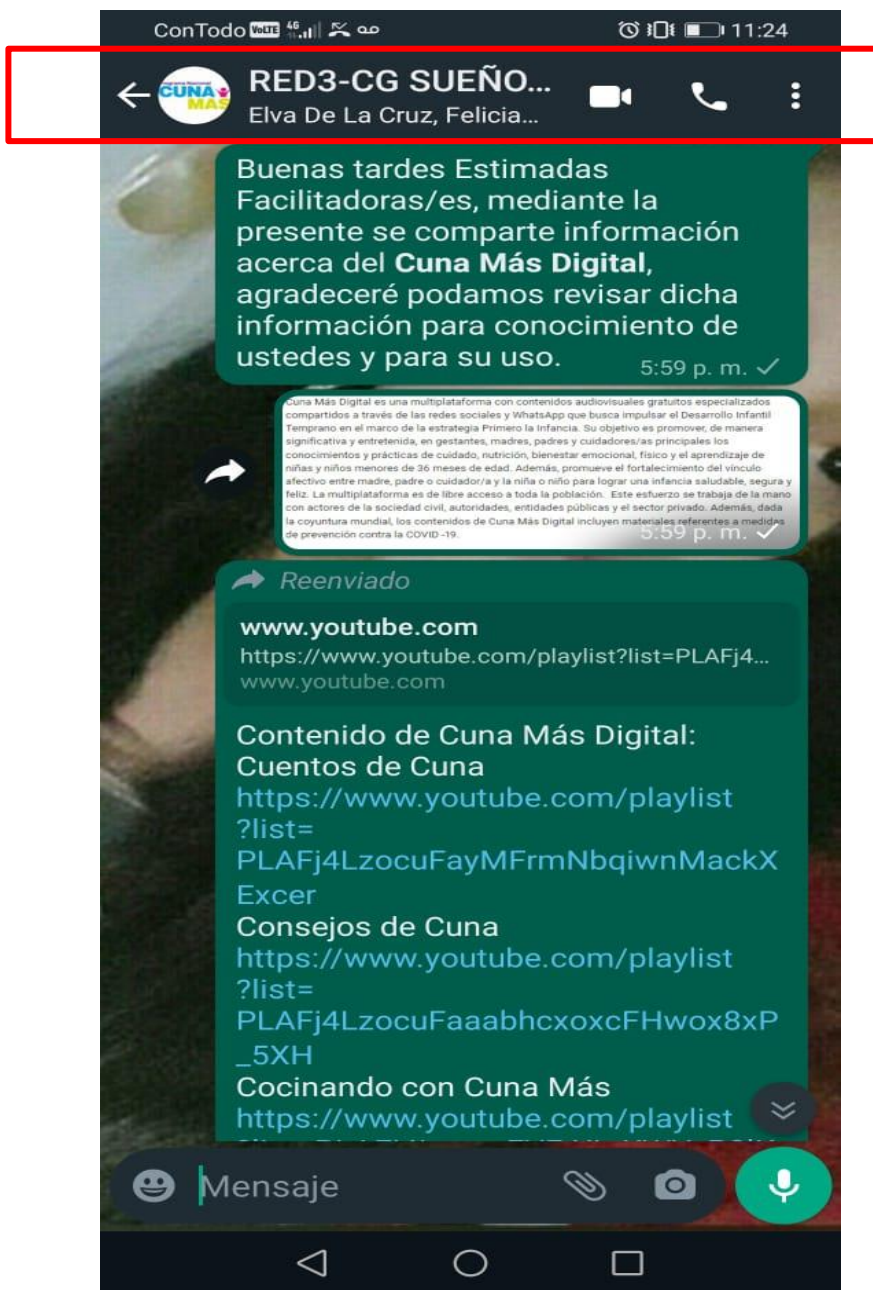 ConTodo VoLTE 4G 11:24
Programa Nacional
CUNA
MAS
RED3-CG SUEÑO...
Elva De La Cruz, Felicia...
Buenas tardes Estimadas
Facilitadoras/es, mediante la
presente se comparte información
acerca del Cuna Más Digital,
agradeceré podamos revisar dicha
información para conocimiento de
ustedes y para su uso.
5:59 p. m.
Cuna Más Digital es una multiplataforma con contenidos audiovisuales gratuitos especializados
compartidos a través de las redes sociales y WhatsApp que busca impulsar el Desarrollo Infantil
Temprano en el marco de la estrategia Primero la Infancia. Su objetivo es promover, de manera
significativa y entretenida, en gestantes, madres, padres y cuidadores/as principales los
conocimientos y prácticas de cuidado, nutrición, bienestar emocional, físico y el aprendizaje de
niñas y niños menores de 36 meses de edad. Además, promueve el fortalecimiento del vínculo
afectivo entre madre, padre o cuidador/a y la niña o niño para lograr una infancia saludable, segura y
feliz. La multiplataforma es de libre acceso a toda la población. Este esfuerzo se trabaja de la mano
con actores de la sociedad civil, autoridades, entidades públicas y el sector privado. Además, dada
la coyuntura mundial, los contenidos de Cuna Más Digital incluyen materiales referentes a medidas
de prevención contra la COVID -19.
5:59 p. m.
Reenviado
www.youtube.com
https://www.youtube.com/playlist?list=PLAFj4...
www.youtube.com
Contenido de Cuna Más Digital:
Cuentos de Cuna
https://www.youtube.com/playlist
?list=
PLAFj4LzocuFayMFrmNbqiwnMackX
Excer
Consejos de Cuna
https://www.youtube.com/playlist
?list=
PLAFj4LzocuFaaabhcxoxcFHwox8xP
_5XH
Cocinando con Cuna Más
https://www.youtube.com/playlist
Mensaje